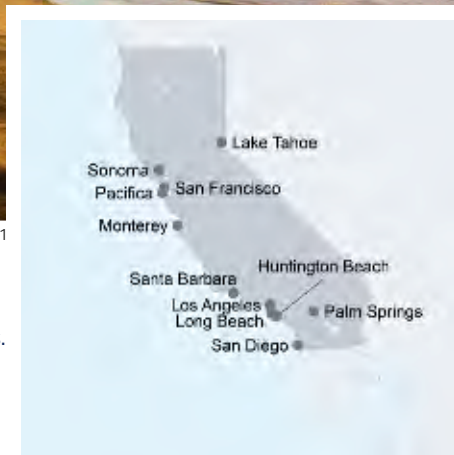 Lake Tahoe
Sonoma
San Francisco
Pacifica
Monterey
1
Huntington Beach
Santa Barbara
Los Angeles
Palm Springs
Long Beach
San Diego